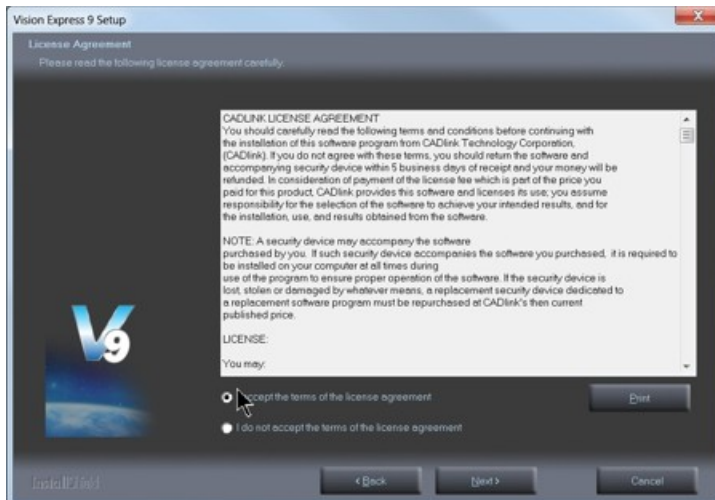 Vision Express 9 Setup
License Agreement
Please read the following license agreement carefully.
CADLINK LICENSE AGREEMENT
You should carefully read the following terms and conditions before continuing with
the installation of this software program from CADlink Technology Corporation,
(CADlink). If you do not agree with these terms, you should return the software and
accompanying security device within 5 business days of receipt and your money will be
refunded. In consideration of payment of the license fee which is part of the price you
paid for this product, CADlink provides this software and licenses its use; you assume
responsibility for the selection of the software to achieve your intended results, and for
the installation, use, and results obtained from the software.
NOTE: A security device may accompany the software
purchased by you. If such security device accompanies the software you purchased, it is required to
be installed on your computer at all times during
use of the program to ensure proper operation of the software. If the security device is
lost, stolen or damaged by whatever means, a replacement security device dedicated to
a replacement software program must be repurchased at CADlink's then current
published price.
LICENSE:
You may:
V9
accept the terms of the license agreement
Print
I do not accept the terms of the license agreement
InstallShield
< Back
Next >
Cancel